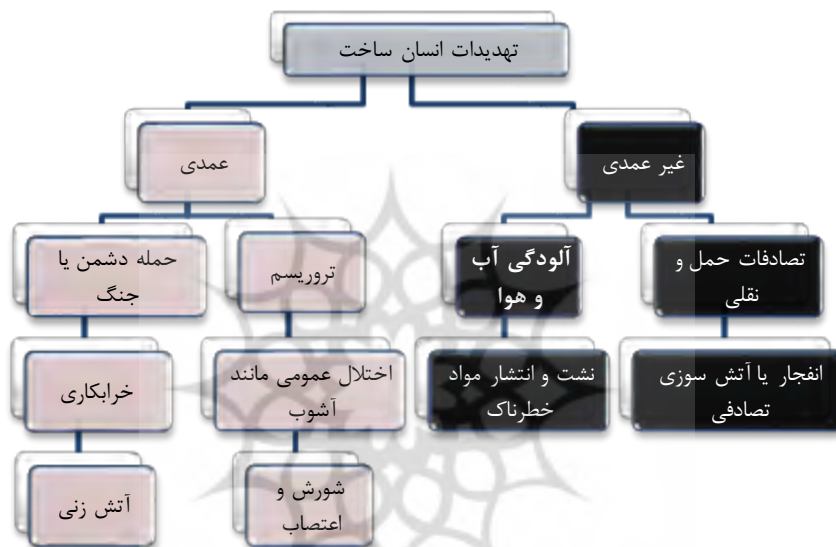 تهدیدات انسان ساخت
غیر عمدی
عمدی
تصادفات حمل و
نقلی
آلودگی آب
و هوا
تروریسم
حمله دشمن یا
جنگ
انفجار یا آتش سوزی
تصادفی
نشت و انتشار مواد
خطرناک
اختلال عمومی مانند
آشوب
خرابکاری
شورش و
اعتصاب
آتش زنی